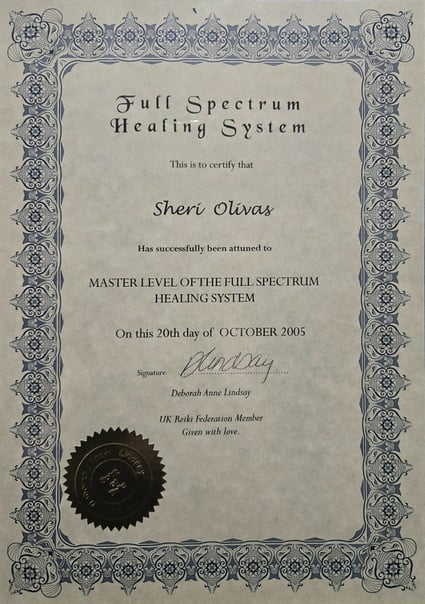 Full Spectrum
Healing System
This is to certify that
Sheri Olivas
Has successfully been attuned to
MASTER LEVEL OF THE FULL SPECTRUM
HEALING SYSTEM
On this 20th day of OCTOBER 2005
Signature DLindsay
Deborah Anne Lindsay
UK Reiki Federation Member
Given with love.